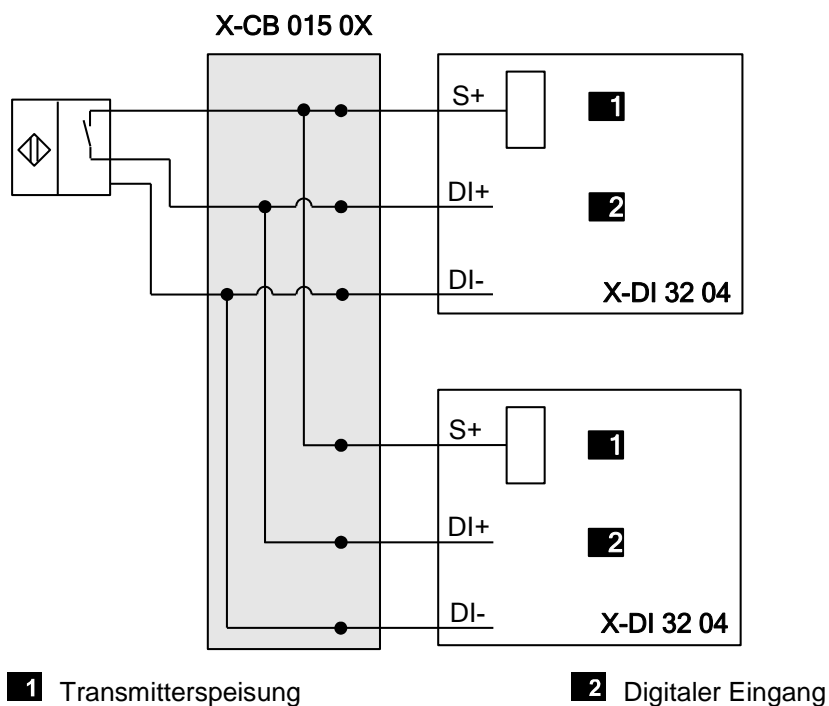 X-CB 015 0X
S+
1
DI+
2
DI-
X-DI 32 04
S+
1
DI+
2
DI-
X-DI 32 04
1 Transmitterspeisung
2 Digitaler Eingang